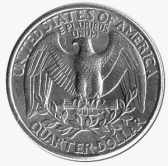 UNITED STATES OF AMERICA
E PLURIBUS
UNUM
QUARTER DOLLAR